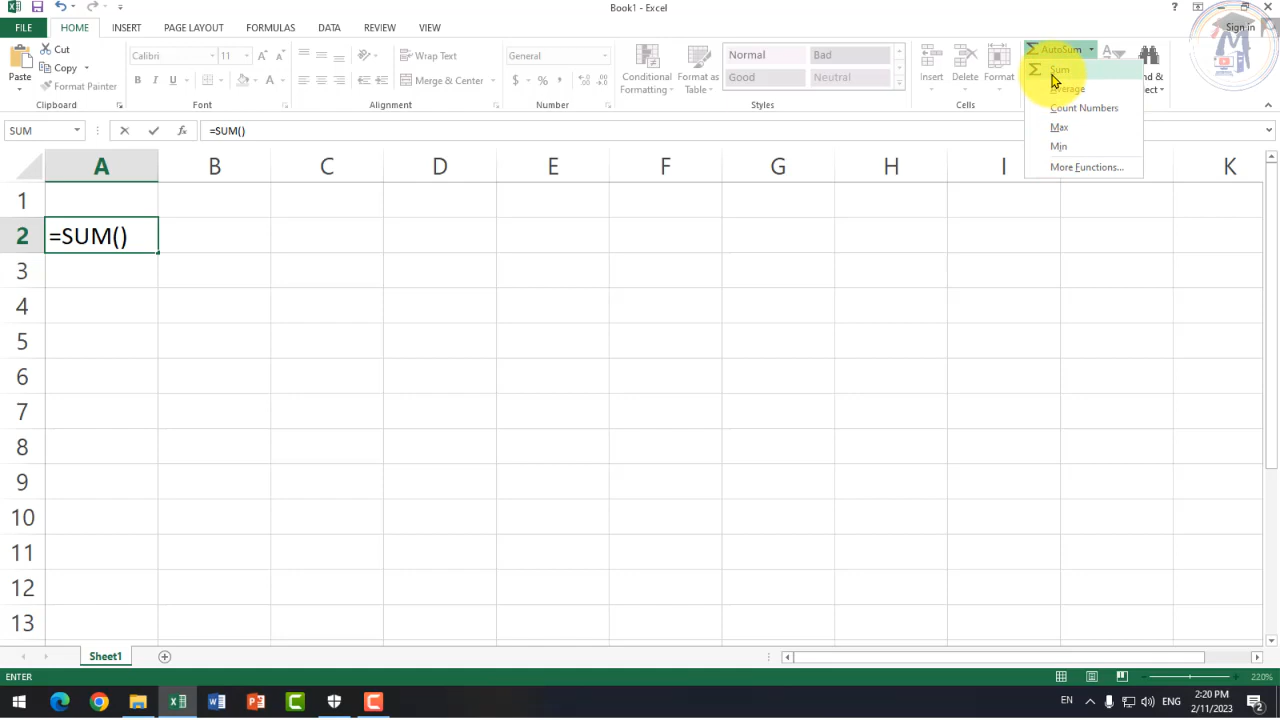 Book1 - Excel
?
FILE
HOME
INSERT
PAGE LAYOUT
FORMULAS
DATA
REVIEW
VIEW
Sign in
Paste
Cut
Copy
Format Painter
Clipboard
Calibri
11
B I U
Font
Wrap Text
Merge & Center
Alignment
General
$ % ,
Number
Conditional
Formatting
Format as
Table
Normal
Bad
Good
Neutral
Styles
Insert
Delete
Format
Cells
AutoSum
Sum
Average
Count Numbers
Max
Min
More Functions...
SUM
fx
=SUM()
A B C D E F G H I K
1
2 =SUM()
3
4
5
6
7
8
9
10
11
12
13
Sheet1
ENTER
220%
EN
ENG
2:20 PM
2/11/2023
2